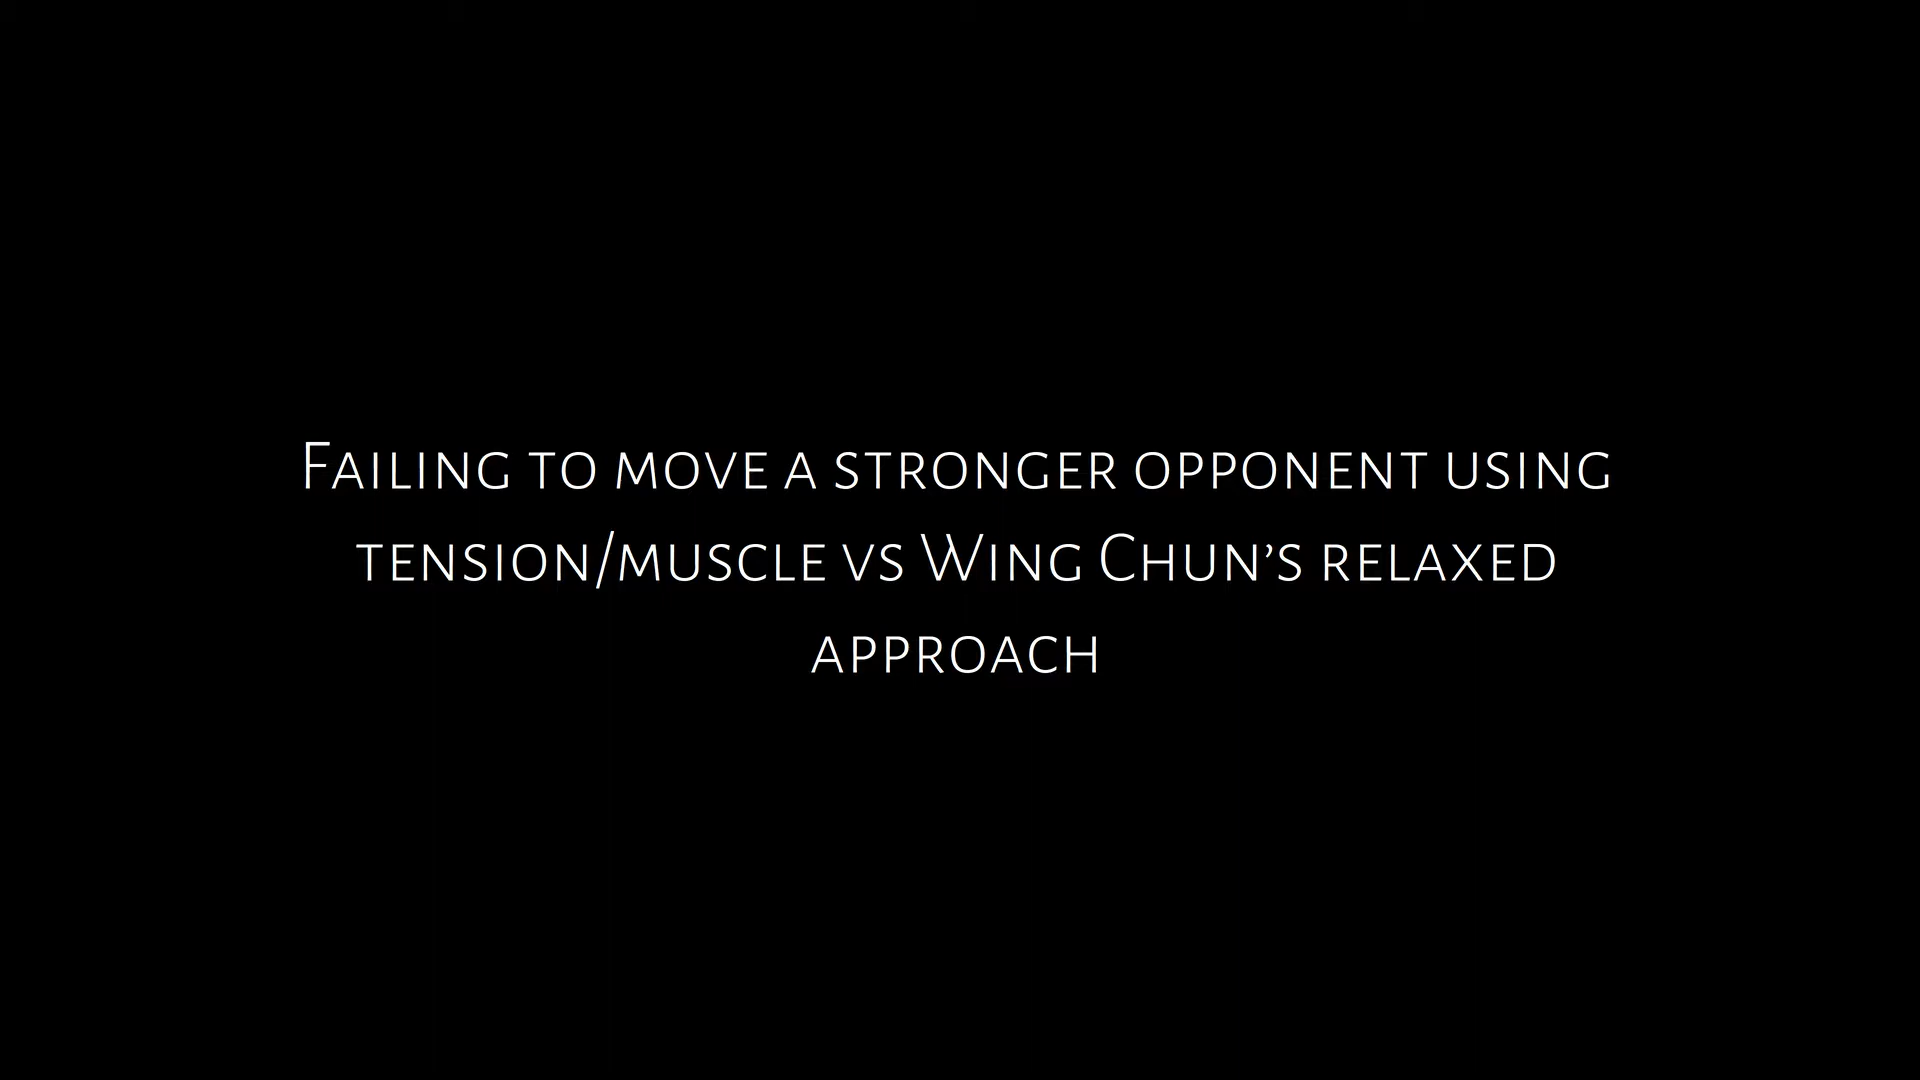 Failing to move a stronger opponent using
tension/muscle vs Wing Chun’s relaxed
approach